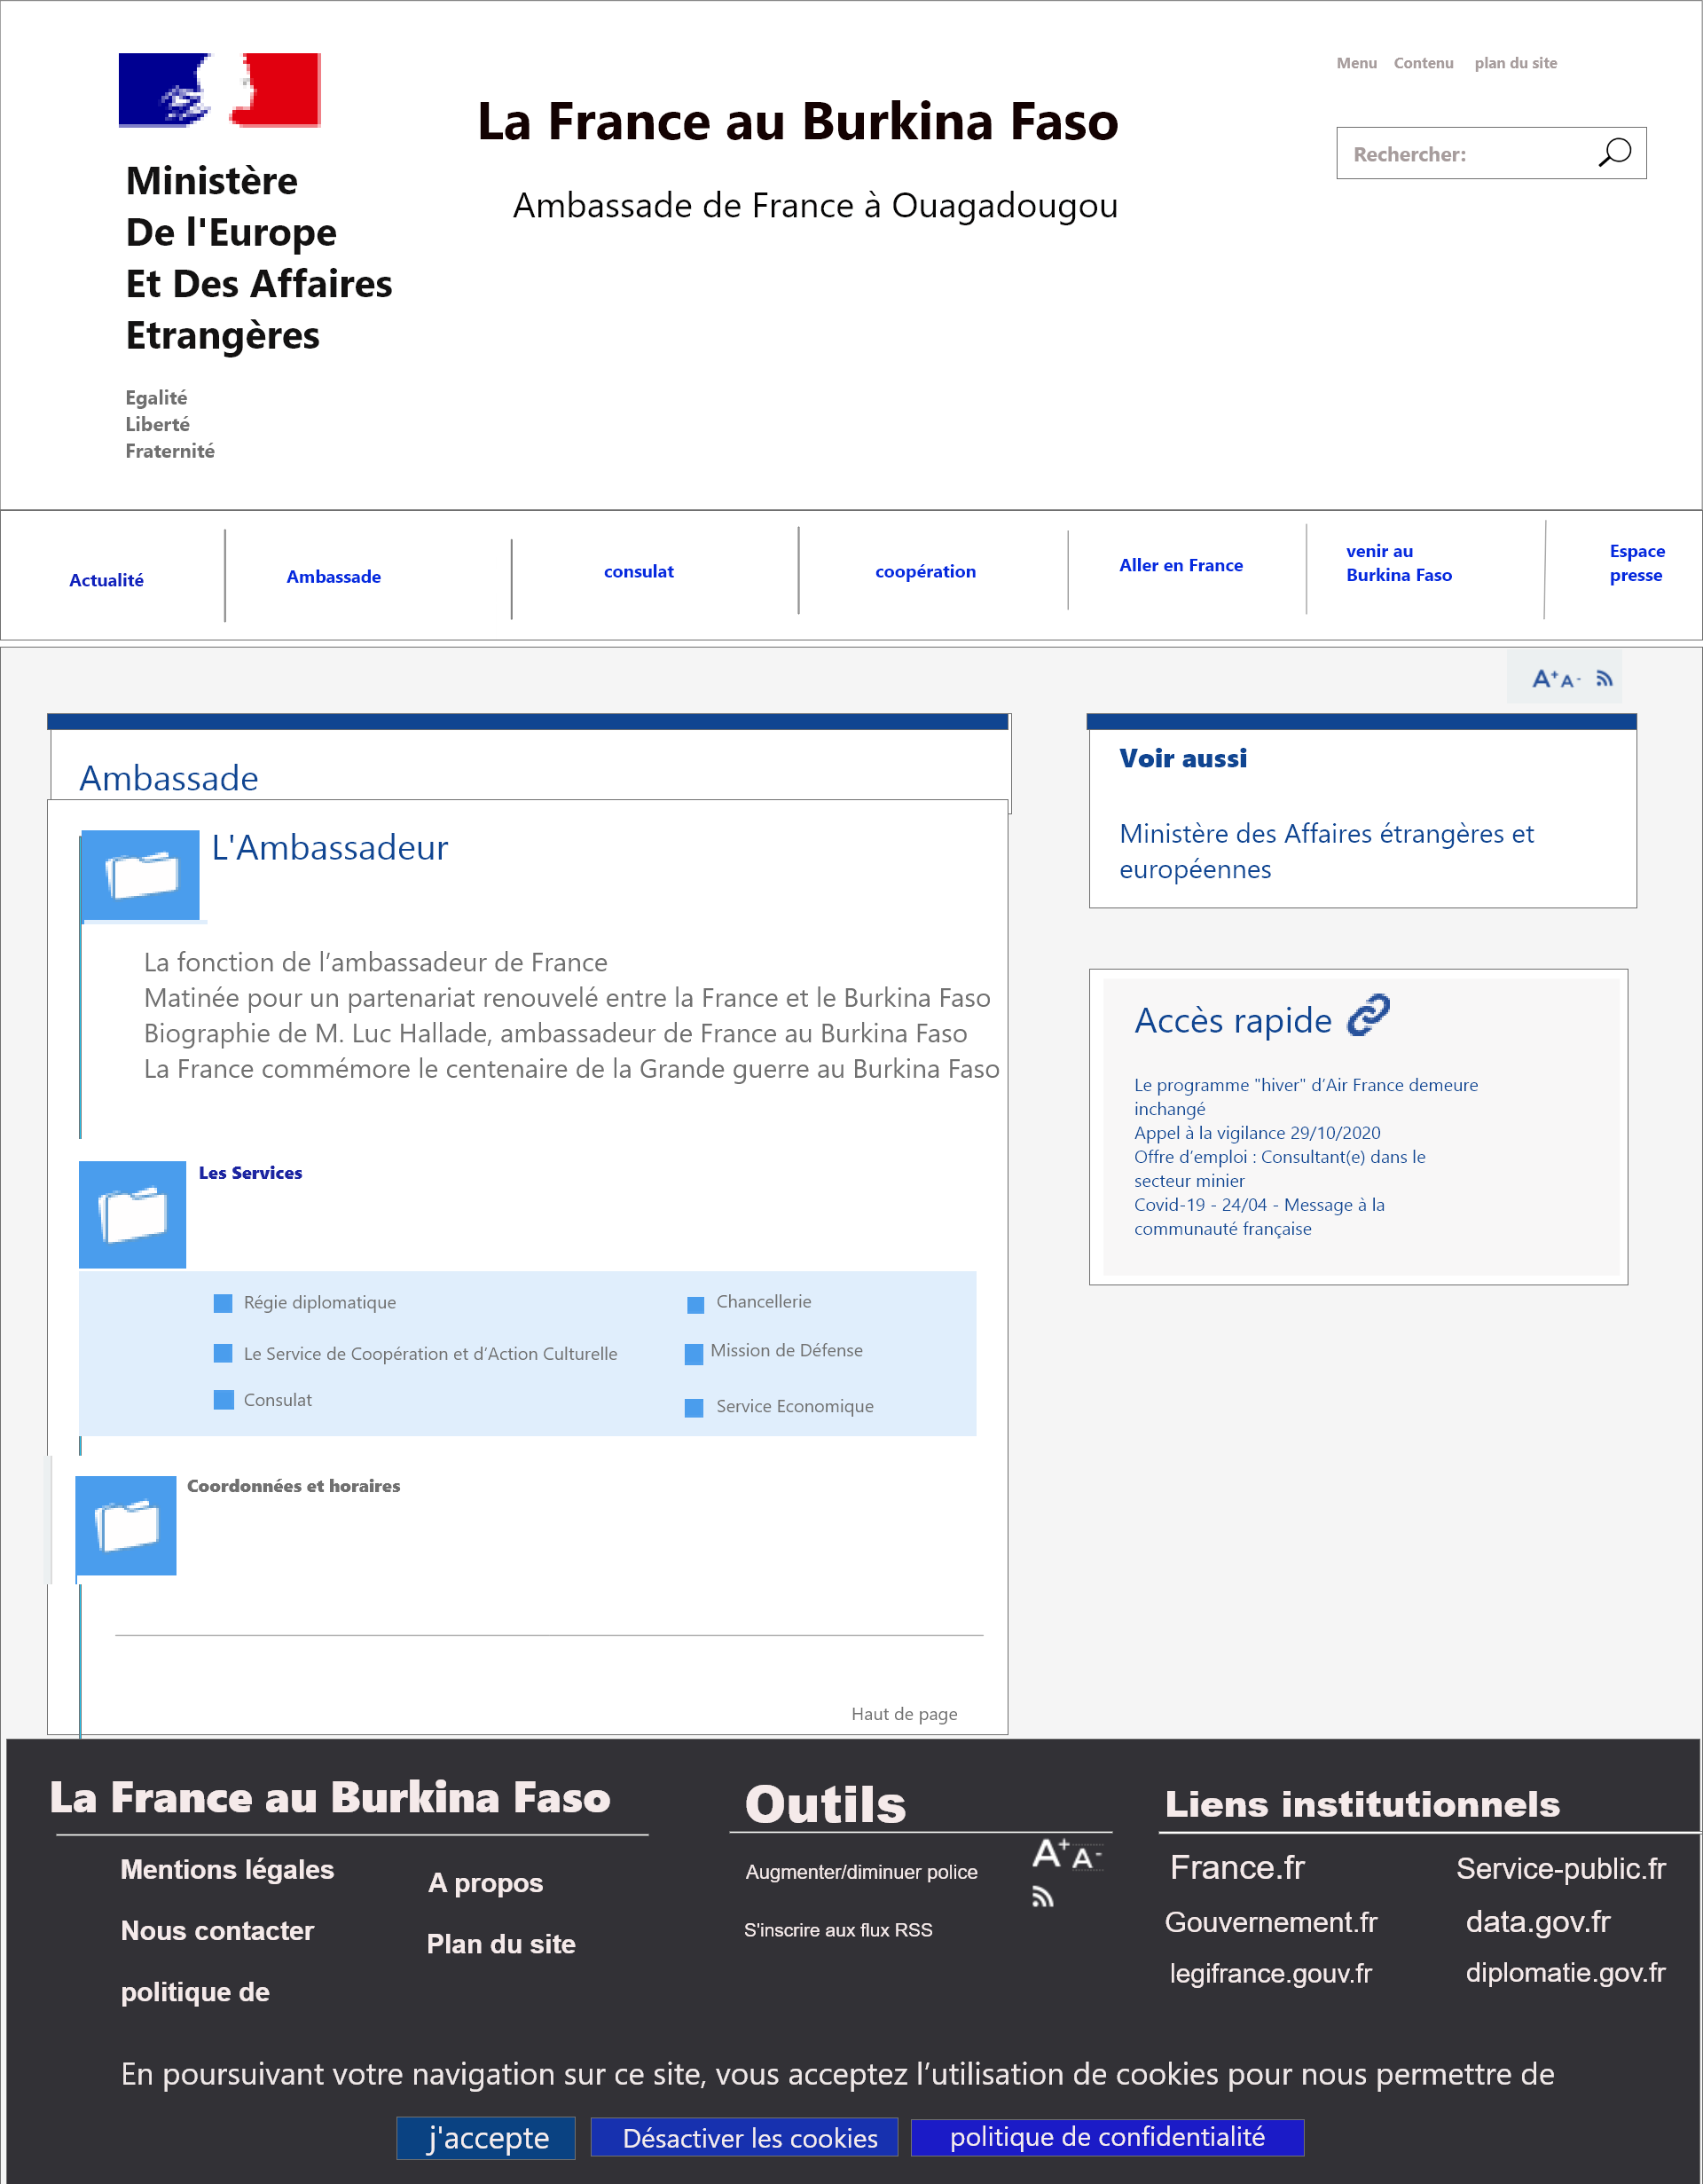 Menu Contenu plan du site
La France au Burkina Faso
Rechercher:
Ministère
De l'Europe
Et Des Affaires
Etrangères
Ambassade de France à Ouagadougou
Egalité
Liberté
Fraternité
Actualité
Ambassade
consulat
coopération
Aller en France
venir au
Burkina Faso
Espace
presse
A+ A-
Ambassade
L'Ambassadeur
La fonction de l’ambassadeur de France
Matinée pour un partenariat renouvelé entre la France et le Burkina Faso
Biographie de M. Luc Hallade, ambassadeur de France au Burkina Faso
La France commémore le centenaire de la Grande guerre au Burkina Faso
Les Services
Régie diplomatique
Le Service de Coopération et d’Action Culturelle
Consulat
Chancellerie
Mission de Défense
Service Economique
Coordonnées et horaires
Haut de page
Voir aussi
Ministère des Affaires étrangères et
européennes
Accès rapide
Le programme "hiver" d’Air France demeure
inchangé
Appel à la vigilance 29/10/2020
Offre d’emploi : Consultant(e) dans le
secteur minier
Covid-19 - 24/04 - Message à la
communauté française
La France au Burkina Faso
Mentions légales
Nous contacter
politique de
A propos
Plan du site
Outils
Augmenter/diminuer police
A+ A-
S'inscrire aux flux RSS
Liens institutionnels
France.fr
Gouvernement.fr
legifrance.gouv.fr
Service-public.fr
data.gov.fr
diplomatie.gov.fr
En poursuivant votre navigation sur ce site, vous acceptez l’utilisation de cookies pour nous permettre de
j'accepte
Désactiver les cookies
politique de confidentialité